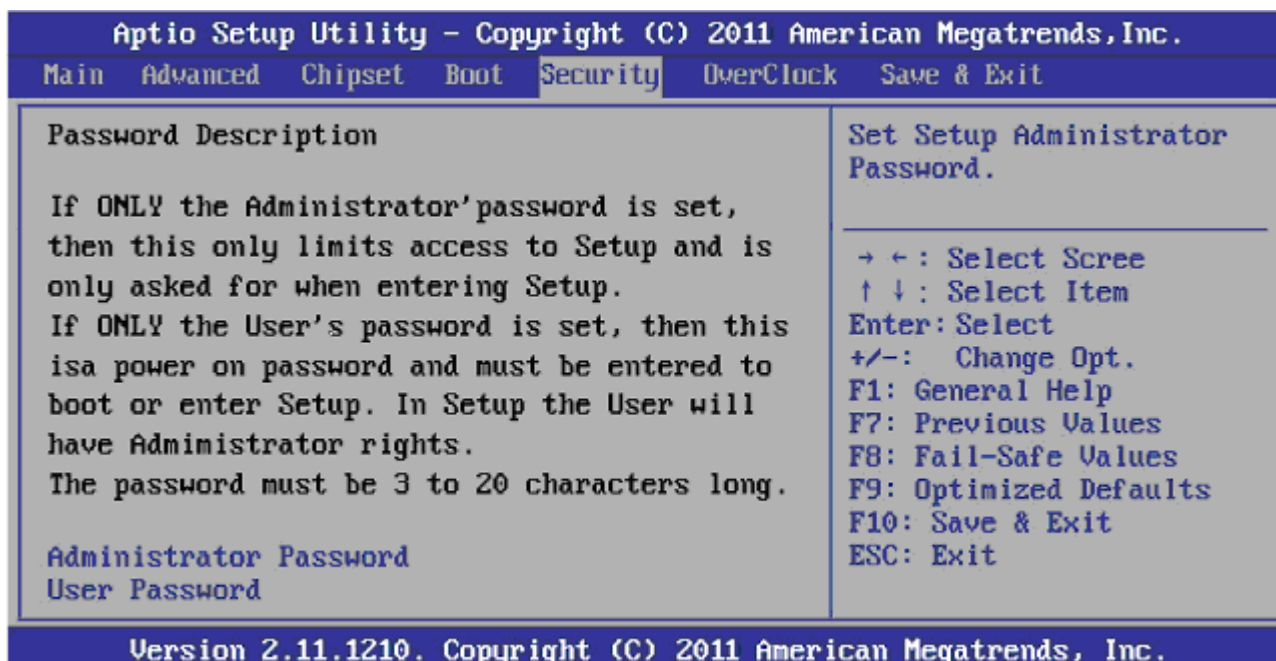 Aptio Setup Utility – Copyright (C) 2011 American Megatrends,Inc.
Main Advanced Chipset Boot Security OverClock Save & Exit
Password Description
If ONLY the Administrator'password is set,
then this only limits access to Setup and is
only asked for when entering Setup.
If ONLY the User's password is set, then this
isa power on password and must be entered to
boot or enter Setup. In Setup the User will
have Admimistrator rights.
The password must be 3 to 20 characters long.
Administrator Password
User Password
Set Setup Administrator
Password.
→ ←: Select Scree
↑ ↓: Select Item
Enter: Select
+/-: Change Opt.
F1: General Help
F7: Previous Values
F8: Fail-Safe Values
F9: Optimized Defaults
F10: Save & Exit
ESC: Exit
Version 2.11.1210. Copyright (C) 2011 American Megatrends, Inc.